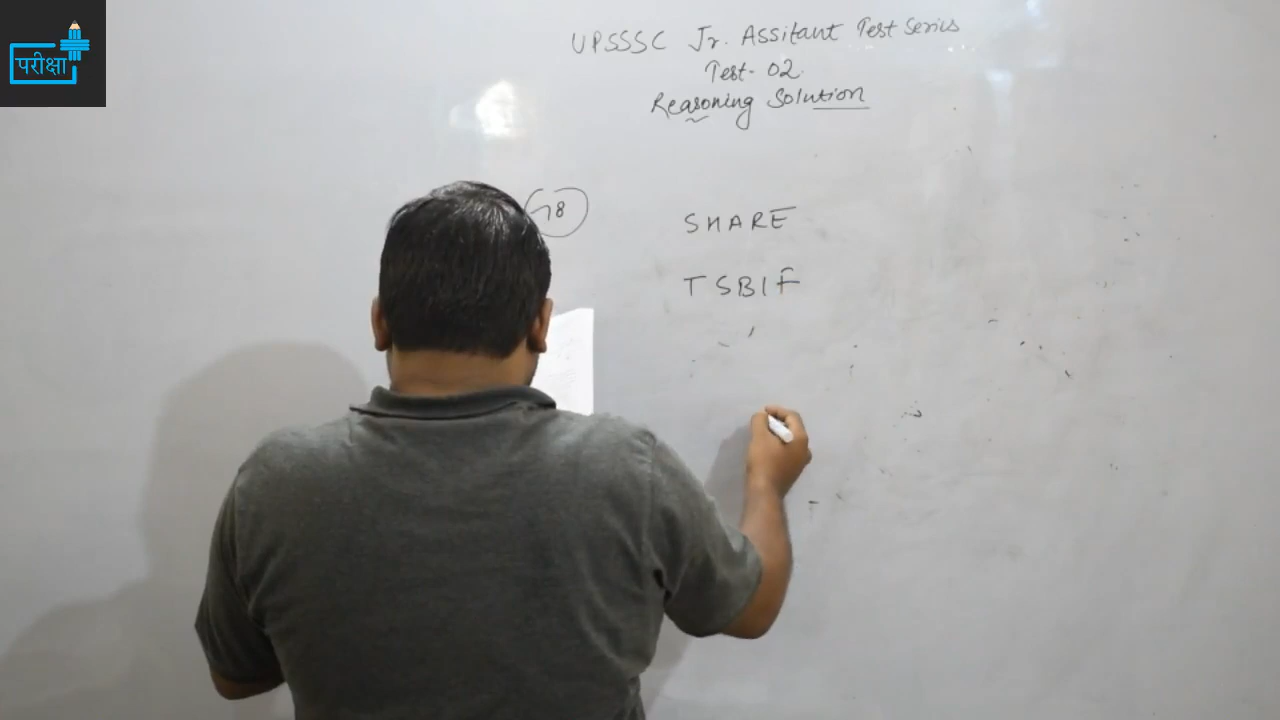 परीक्षा
UPSSSC Jr. Assitant Test Series
Test- 02.
Reasoning Solution
78
SHARE
TSBIF